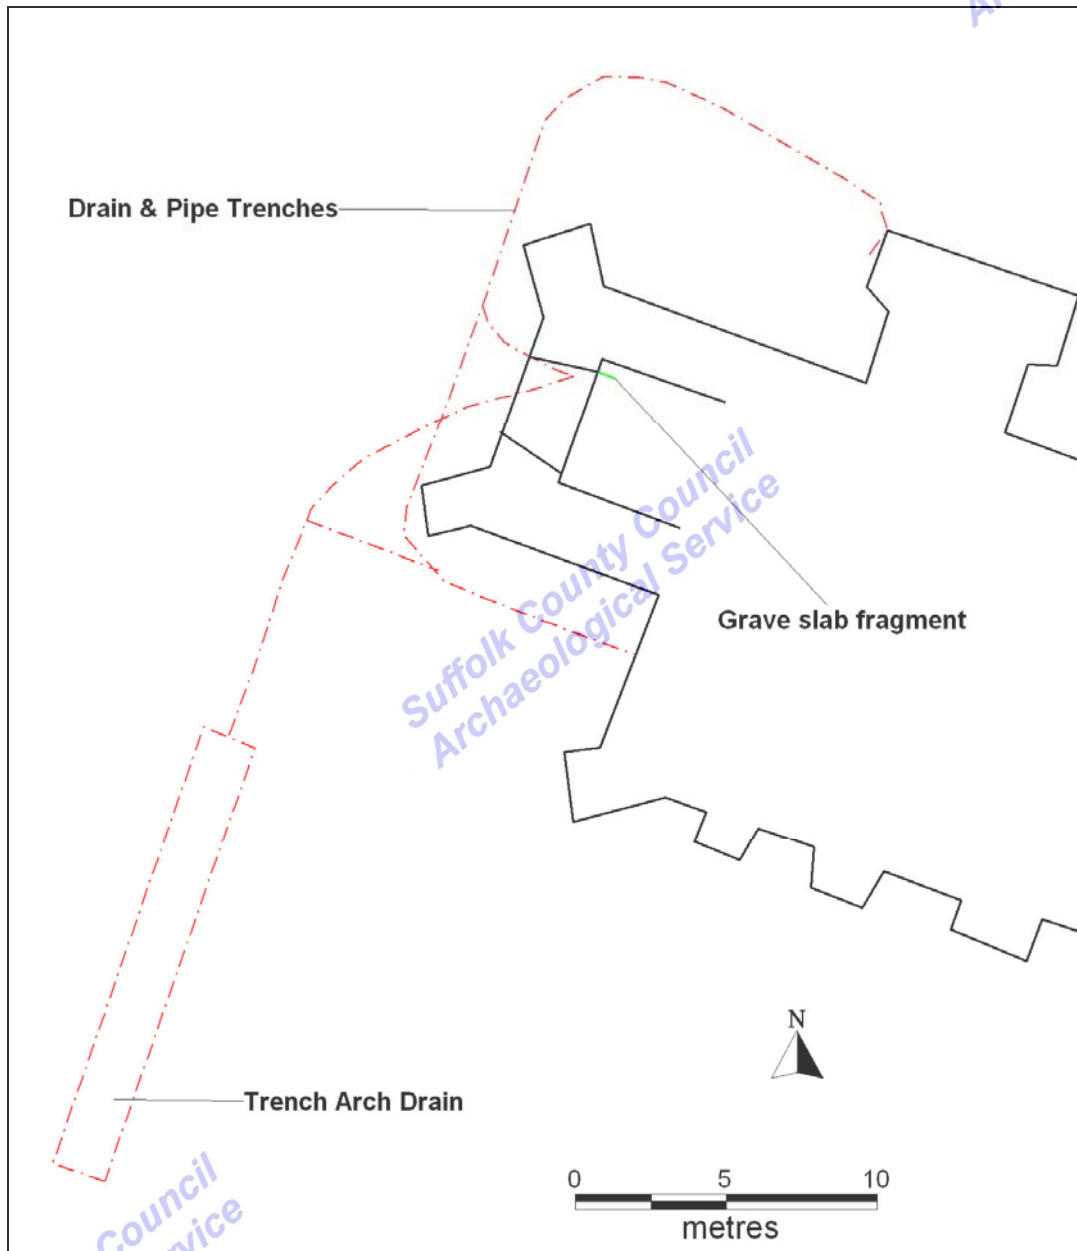 Drain & Pipe Trenches
Suffolk County Council
Archaeological Service
Grave slab fragment
N
Trench Arch Drain
0 5 10
metres
Council